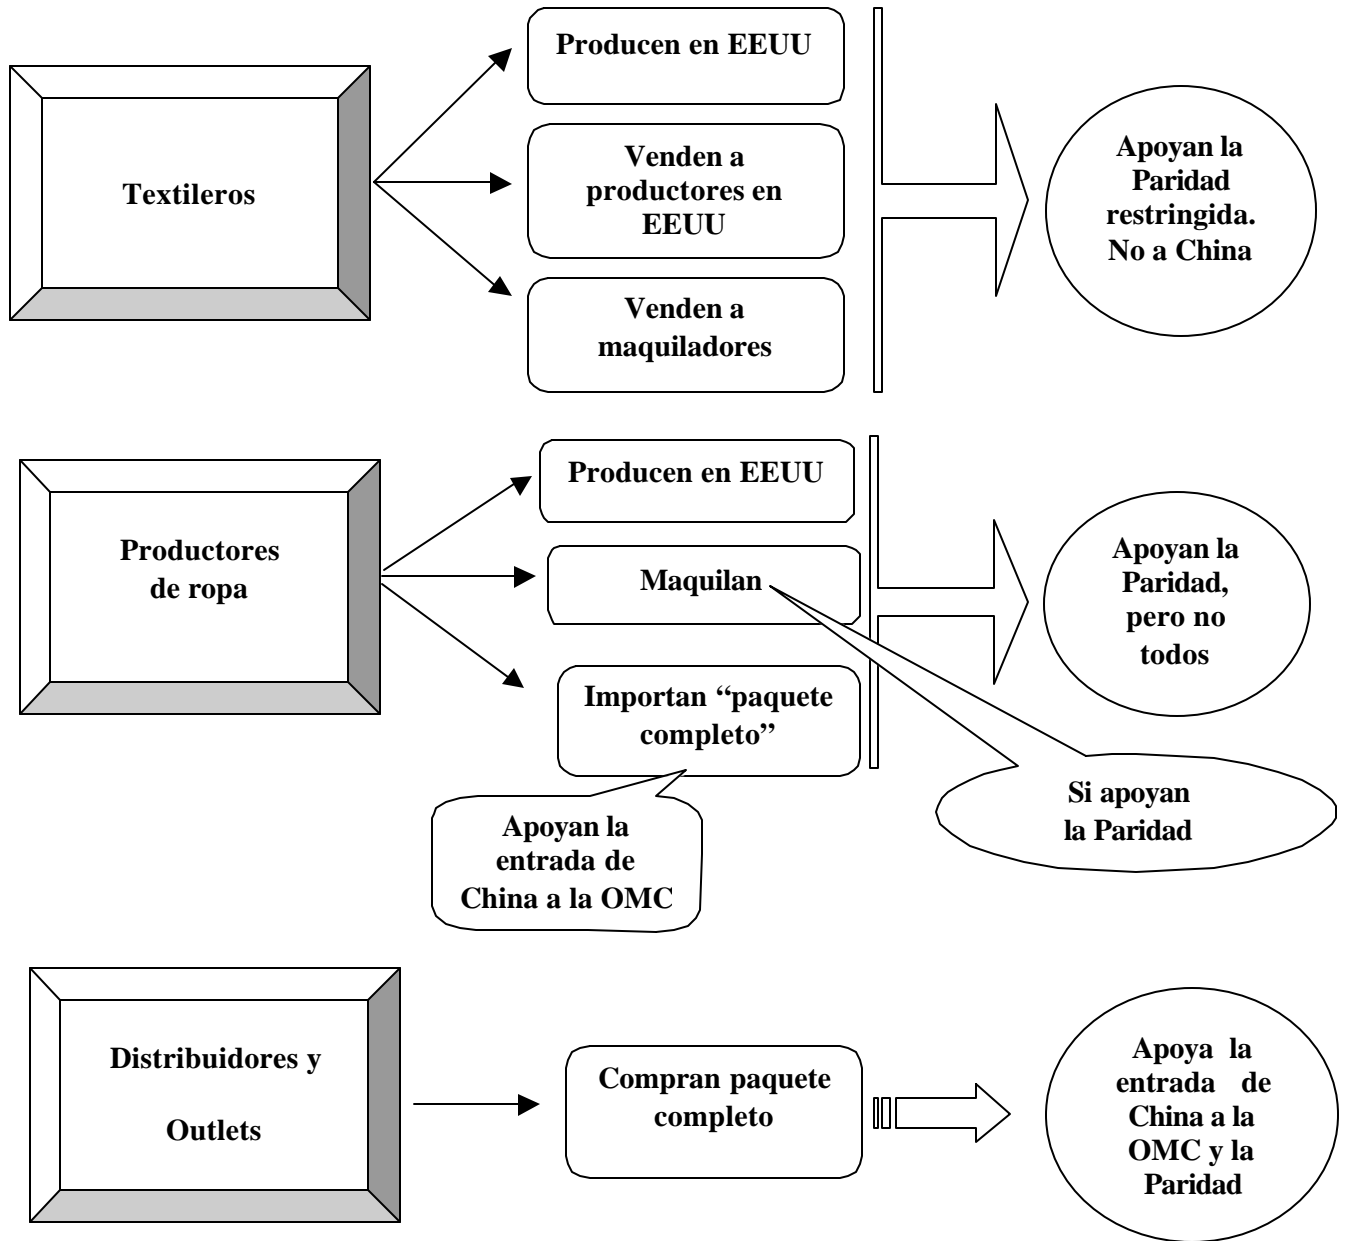 Textileros
Producen en EEUU
Venden a
productores en
EEUU
Venden a
maquiladores
Apoyan la
Paridad
restringida.
No a China
Productores
de ropa
Producen en EEUU
Maquilan
Importan “paquete
completo”
Apoyan la
Paridad,
pero no
todos
Si apoyan
la Paridad
Apoyan la
entrada de
China a la OMC
Distribuidores y
Outlets
Compran paquete
completo
Apoya la
entrada de
China a la
OMC y la
Paridad